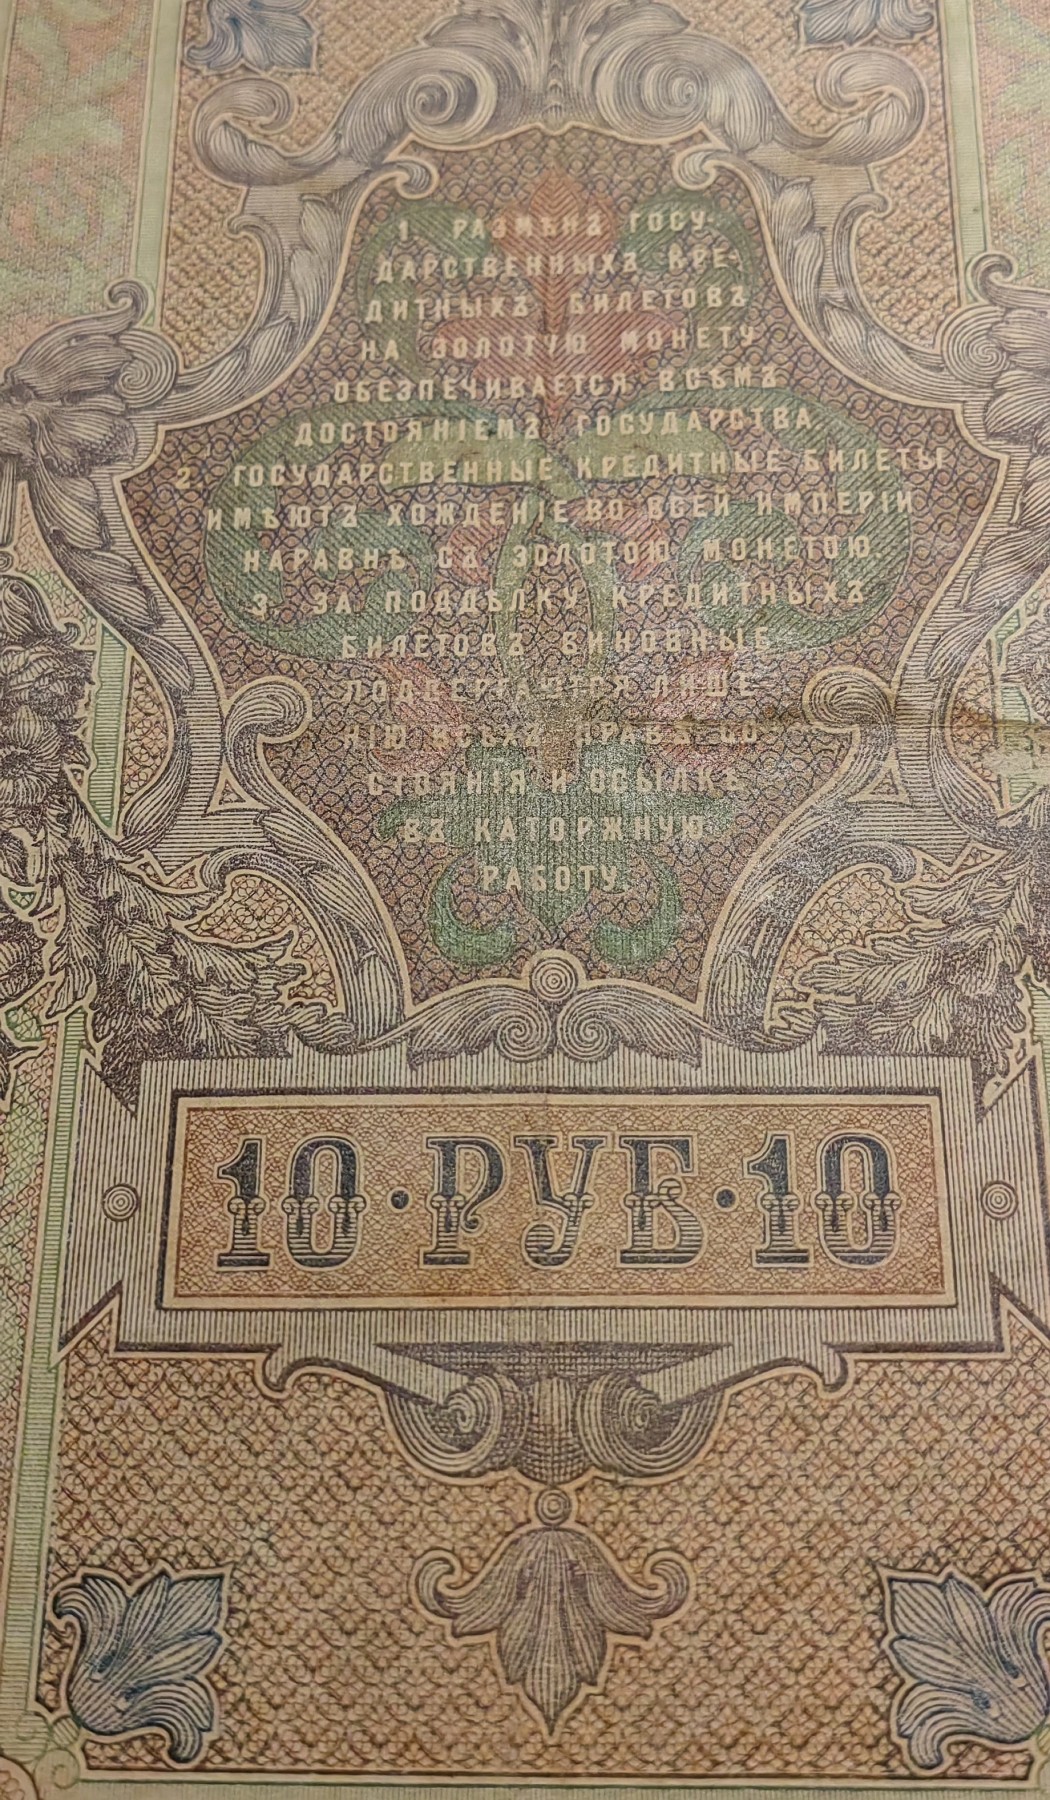 1. РАЗМѢНЪ ГОСУ-
ДАРСТВЕННЫХЪ КРЕ-
ДИТНЫХЪ БИЛЕТОВЪ
НА ЗОЛОТУЮ МОНЕТУ
ОБЕЗПЕЧИВАЕТСЯ ВСѢМЪ
ДОСТОЯНІЕМЪ ГОСУДАРСТВА
2. ГОСУДАРСТВЕННЫЕ КРЕДИТНЫЕ БИЛЕТЫ
ИМѢЮТЪ ХОЖДЕНІЕ ВО ВСЕЙ ИМПЕРІИ
НАРАВНѢ СЪ ЗОЛОТОЮ МОНЕТОЮ.
3. ЗА ПОДДѢЛКУ КРЕДИТНЫХЪ
БИЛЕТОВЪ ВИНОВНЫЕ
ПОДВЕРГАЮТСЯ ЛИШЕ-
НІЮ ВСѢХЪ ПРАВЪ СО-
СТОЯНІЯ И ССЫЛКѢ
ВЪ КАТОРЖНУЮ
РАБОТУ.
10·РУБ·10